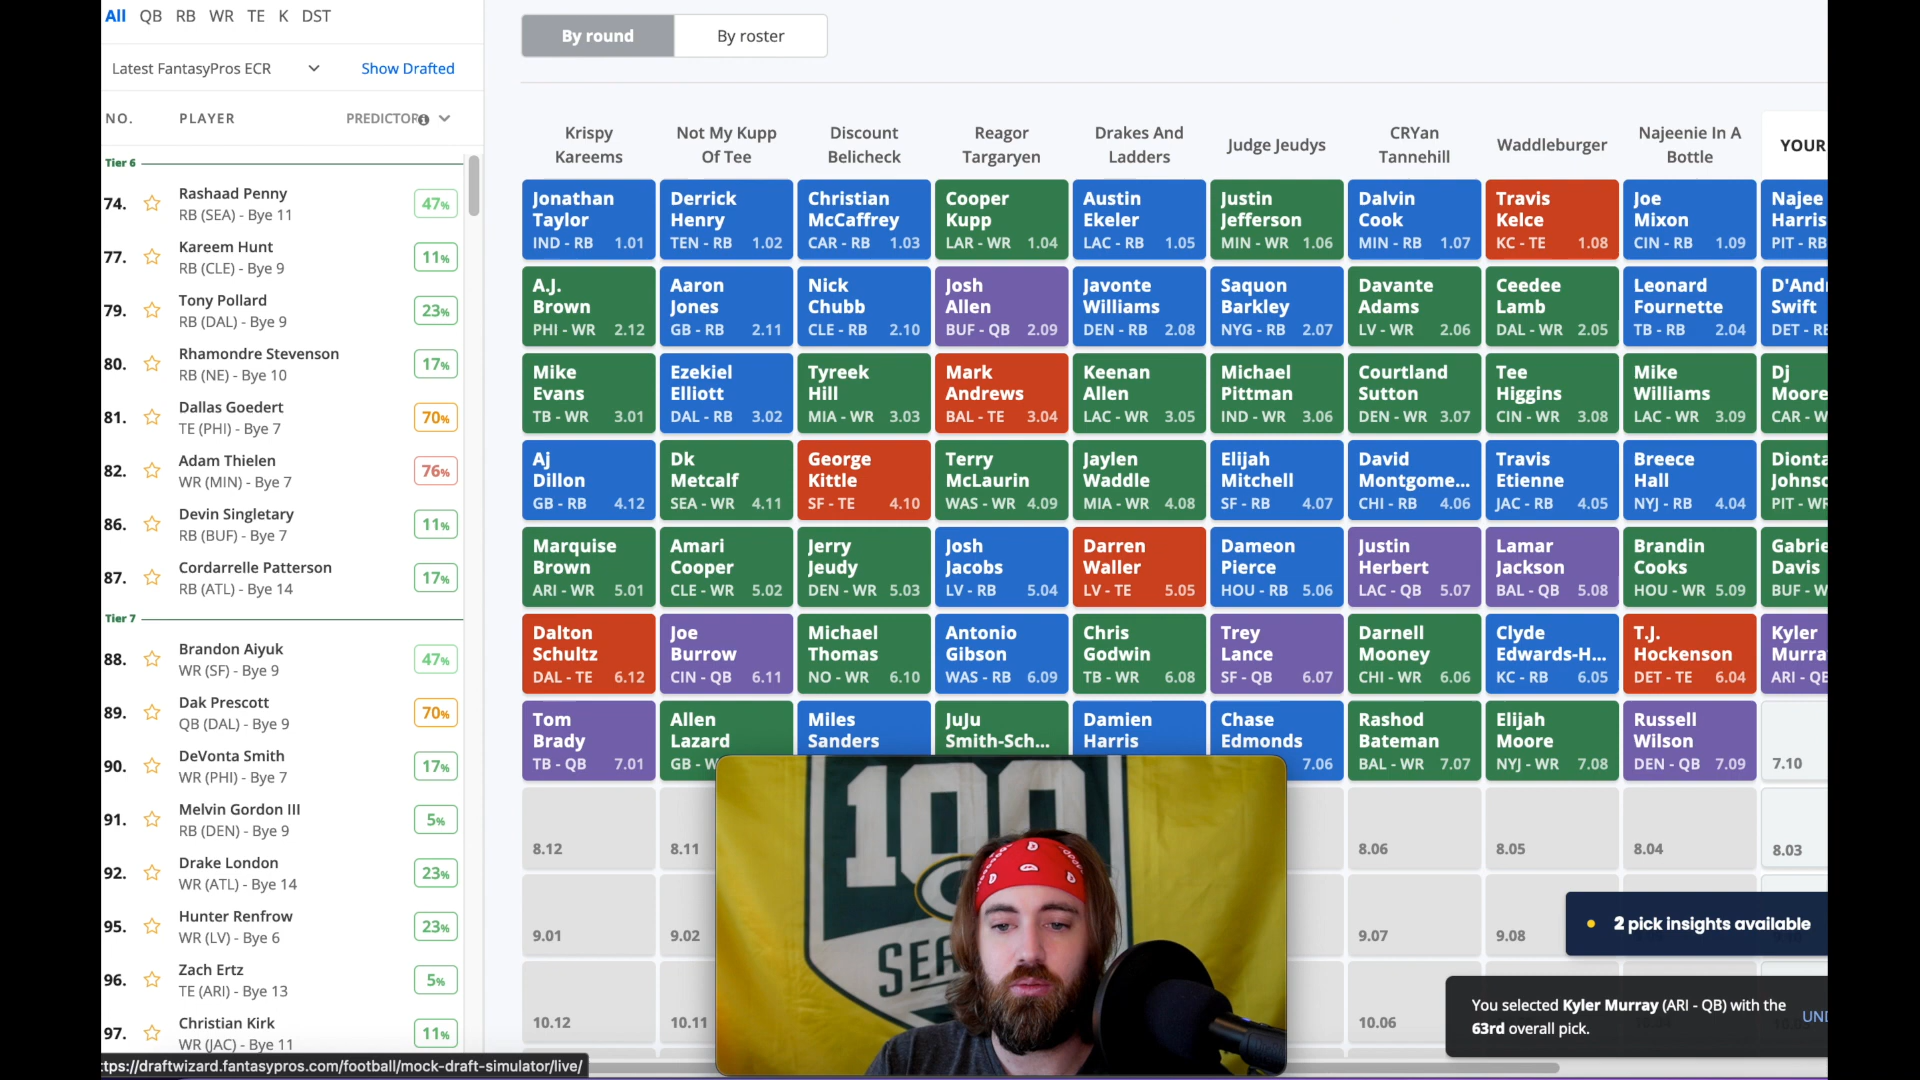 All QB RB WR TE K DST
Latest FantasyPros ECR
Show Drafted
NO. PLAYER PREDICTOR
Tier 6
74. Rashaad Penny 47%
RB (SEA) - Bye 11
77. Kareem Hunt 11%
RB (CLE) - Bye 9
79. Tony Pollard 23%
RB (DAL) - Bye 9
80. Rhamondre Stevenson 17%
RB (NE) - Bye 10
81. Dallas Goedert 70%
TE (PHI) - Bye 7
82. Adam Thielen 76%
WR (MIN) - Bye 7
86. Devin Singletary 11%
RB (BUF) - Bye 7
87. Cordarrelle Patterson 17%
RB (ATL) - Bye 14
Tier 7
88. Brandon Aiyuk 47%
WR (SF) - Bye 9
89. Dak Prescott 70%
QB (DAL) - Bye 9
90. DeVonta Smith 17%
WR (PHI) - Bye 7
91. Melvin Gordon III 5%
RB (DEN) - Bye 9
92. Drake London 23%
WR (ATL) - Bye 14
95. Hunter Renfrow 23%
WR (LV) - Bye 6
96. Zach Ertz 5%
TE (ARI) - Bye 13
97. Christian Kirk 11%
WR (JAC) - Bye 11
tps://draftwizard.fantasypros.com/football/mock-draft-simulator/live/
By round By roster
Krispy Not My Kupp Discount Reagor Drakes And Judge Jeudys CRYan Waddleburger Najeenie In A YOUR
Kareems Of Tee Belicheck Targaryen Ladders Tannehill Bottle
Jonathan Derrick Christian Cooper Austin Justin Dalvin Travis Joe Najee
Taylor Henry McCaffrey Kupp Ekeler Jefferson Cook Kelce Mixon Harris
IND - RB 1.01 TEN - RB 1.02 CAR - RB 1.03 LAR - WR 1.04 LAC - RB 1.05 MIN - WR 1.06 MIN - RB 1.07 KC - TE 1.08 CIN - RB 1.09 PIT - RB
A.J. Aaron Nick Josh Javonte Saquon Davante Ceedee Leonard D'And
Brown Jones Chubb Allen Williams Barkley Adams Lamb Fournette Swift
PHI - WR 2.12 GB - RB 2.11 CLE - RB 2.10 BUF - QB 2.09 DEN - RB 2.08 NYG - RB 2.07 LV - WR 2.06 DAL - WR 2.05 TB - RB 2.04 DET - RB
Mike Ezekiel Tyreek Mark Keenan Michael Courtland Tee Mike Dj
Evans Elliott Hill Andrews Allen Pittman Sutton Higgins Williams Moore
TB - WR 3.01 DAL - RB 3.02 MIA - WR 3.03 BAL - TE 3.04 LAC - WR 3.05 IND - WR 3.06 DEN - WR 3.07 CIN - WR 3.08 LAC - WR 3.09 CAR - W
Aj Dk George Terry Jaylen Elijah David Travis Breece Dionta
Dillon Metcalf Kittle McLaurin Waddle Mitchell Montgome... Etienne Hall Johnso
GB - RB 4.12 SEA - WR 4.11 SF - TE 4.10 WAS - WR 4.09 MIA - WR 4.08 SF - RB 4.07 CHI - RB 4.06 JAC - RB 4.05 NYJ - RB 4.04 PIT - WR
Marquise Amari Jerry Josh Darren Dameon Justin Lamar Brandin Gabrie
Brown Cooper Jeudy Jacobs Waller Pierce Herbert Jackson Cooks Davis
ARI - WR 5.01 CLE - WR 5.02 DEN - WR 5.03 LV - RB 5.04 LV - TE 5.05 HOU - RB 5.06 LAC - QB 5.07 BAL - QB 5.08 HOU - WR 5.09 BUF - W
Dalton Joe Michael Antonio Chris Trey Darnell Clyde T.J. Kyler
Schultz Burrow Thomas Gibson Godwin Lance Mooney Edwards-H... Hockenson Murra
DAL - TE 6.12 CIN - QB 6.11 NO - WR 6.10 WAS - RB 6.09 TB - WR 6.08 SF - QB 6.07 CHI - WR 6.06 KC - RB 6.05 DET - TE 6.04 ARI - QB
Tom Allen Miles JuJu Damien Chase Rashod Elijah Russell
Brady Lazard Sanders Smith-Sch... Harris Edmonds Bateman Moore Wilson
TB - QB 7.01 GB - W 7.06 BAL - WR 7.07 NYJ - WR 7.08 DEN - QB 7.09 7.10
8.12 8.11 8.06 8.05 8.04 8.03
9.01 9.02 9.07 9.08
10.12 10.11 10.06
100
SEA
2 pick insights available
You selected Kyler Murray (ARI - QB) with the
63rd overall pick.
UND